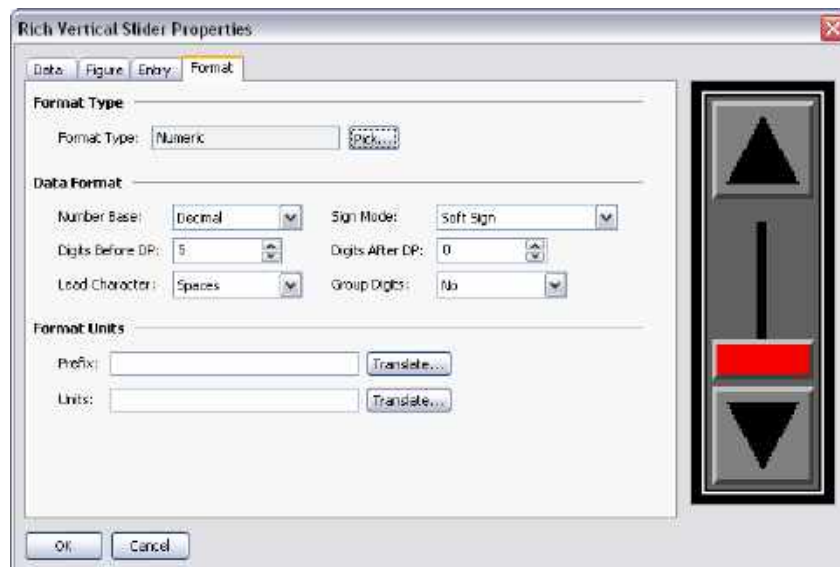 Rich Vertical Slider Properties
Data Figure Entry Format
Format Type
Format Type: Numeric Pick...
Data Format
Number Base: Decimal Sign Mode: Soft Sign
Digits Before DP: 5 Digits After DP: 0
Lead Character: Spaces Group Digits: No
Format Units
Prefix: Translate...
Units: Translate...
OK Cancel